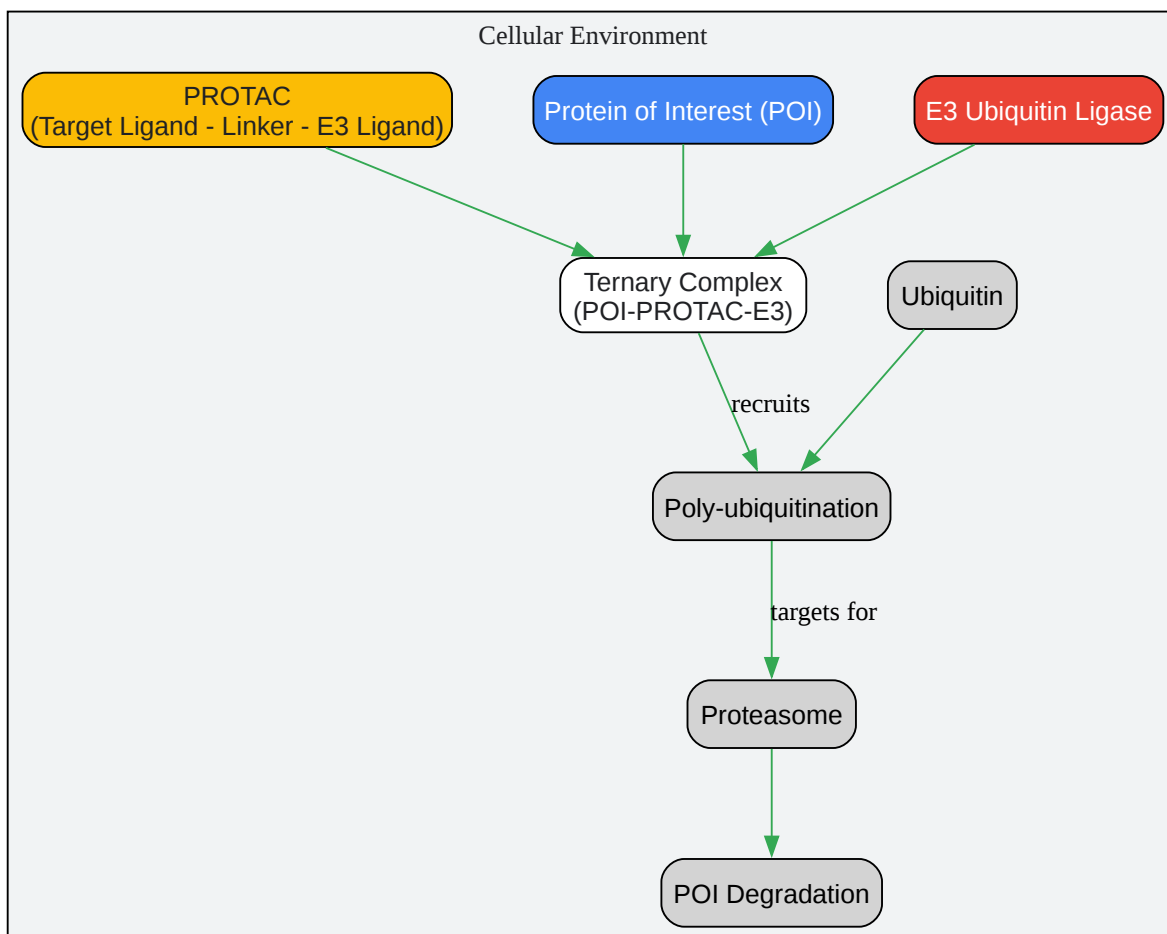 Cellular Environment
PROTAC
(Target Ligand - Linker - E3 Ligand)
Protein of Interest (POI)
E3 Ubiquitin Ligase
Ternary Complex
(POI-PROTAC-E3)
Ubiquitin
recruits
Poly-ubiquitination
targets for
Proteasome
POI Degradation